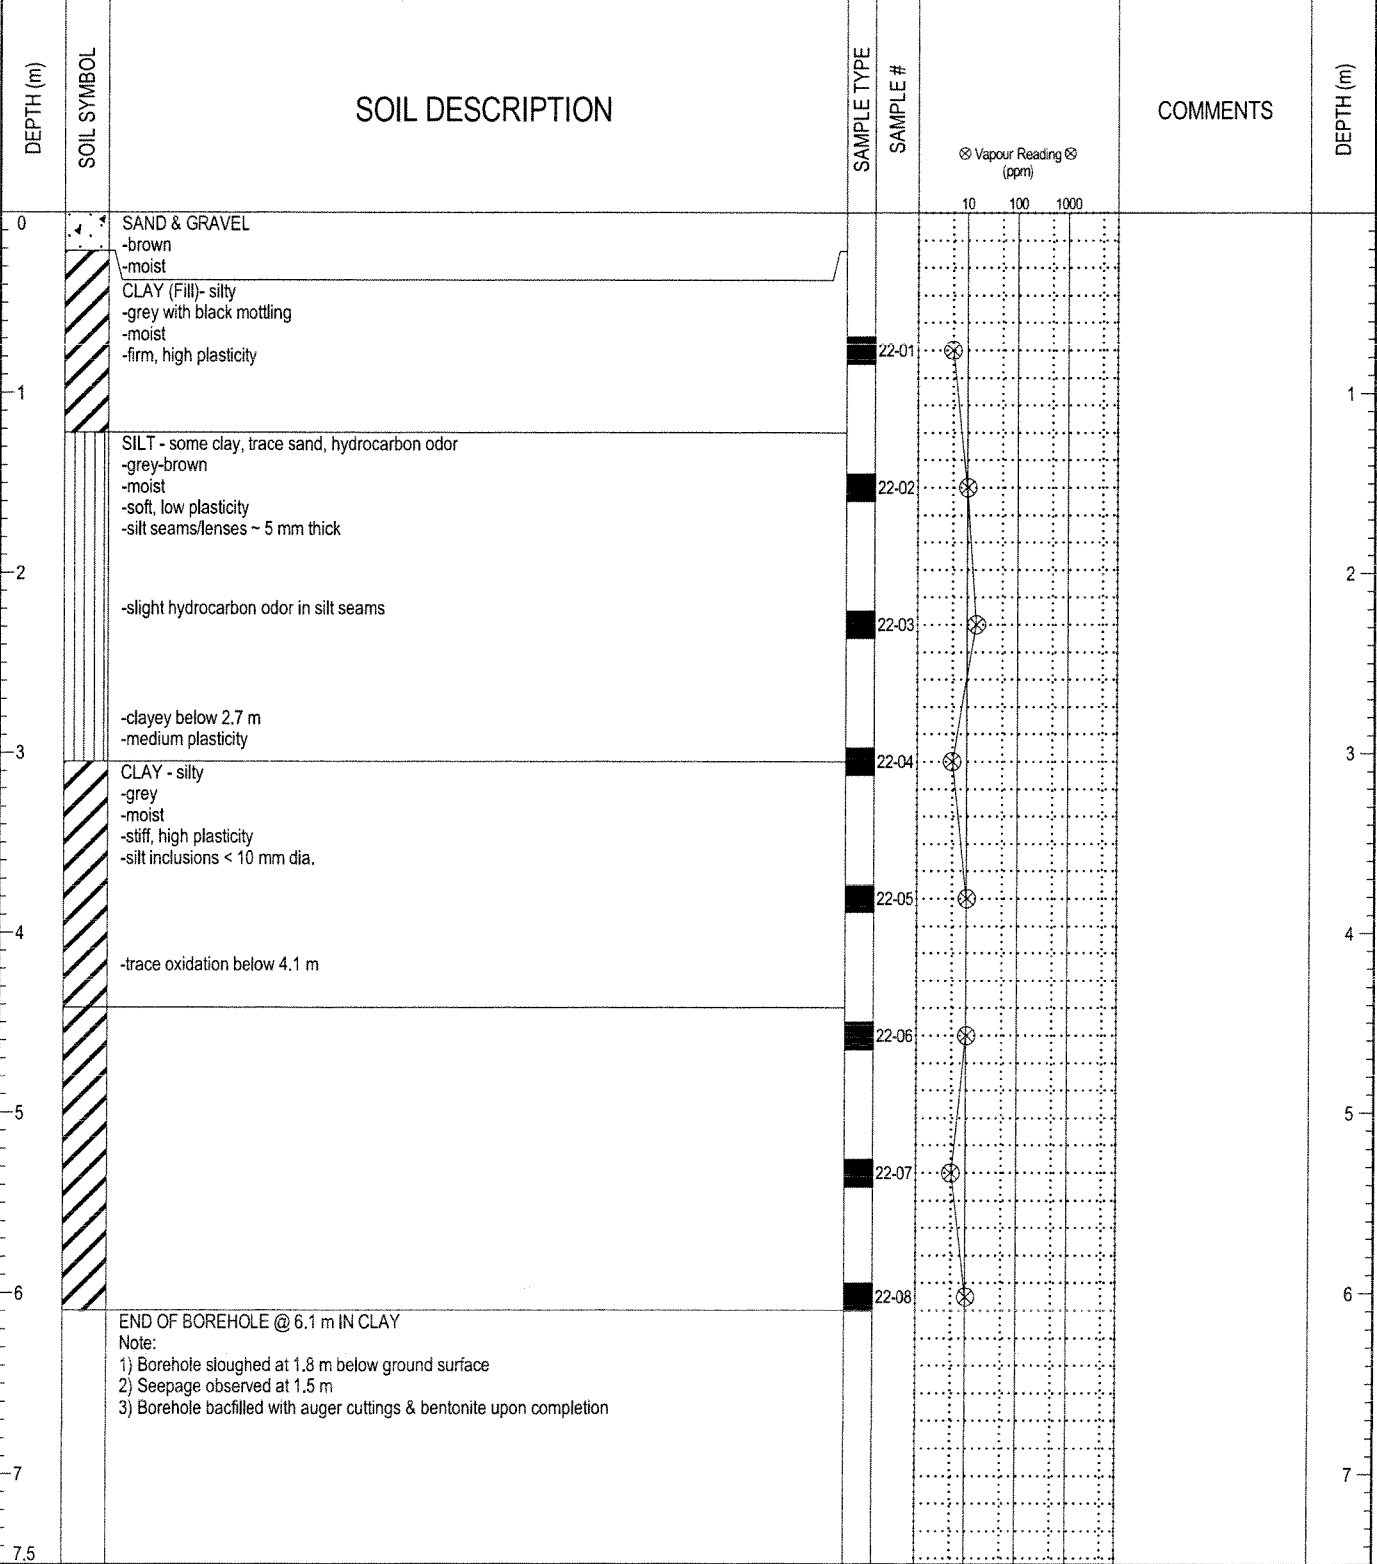 DEPTH (m)
SOIL SYMBOL
SOIL DESCRIPTION
SAMPLE TYPE
SAMPLE #
⊗ Vapour Reading ⊗
(ppm)
10 100 1000
COMMENTS
DEPTH (m)
0
SAND & GRAVEL
-brown
-moist
CLAY (Fill)- silty
-grey with black mottling
-moist
-firm, high plasticity
22-01
1
1
SILT - some clay, trace sand, hydrocarbon odor
-grey-brown
-moist
-soft, low plasticity
-silt seams/lenses ~ 5 mm thick
22-02
2
2
-slight hydrocarbon odor in silt seams
22-03
-clayey below 2.7 m
-medium plasticity
3
3
22-04
CLAY - silty
-grey
-moist
-stiff, high plasticity
-silt inclusions < 10 mm dia.
22-05
4
4
-trace oxidation below 4.1 m
22-06
5
5
22-07
6
6
22-08
END OF BOREHOLE @ 6.1 m IN CLAY
Note:
1) Borehole sloughed at 1.8 m below ground surface
2) Seepage observed at 1.5 m
3) Borehole bacfilled with auger cuttings & bentonite upon completion
7
7
7.5